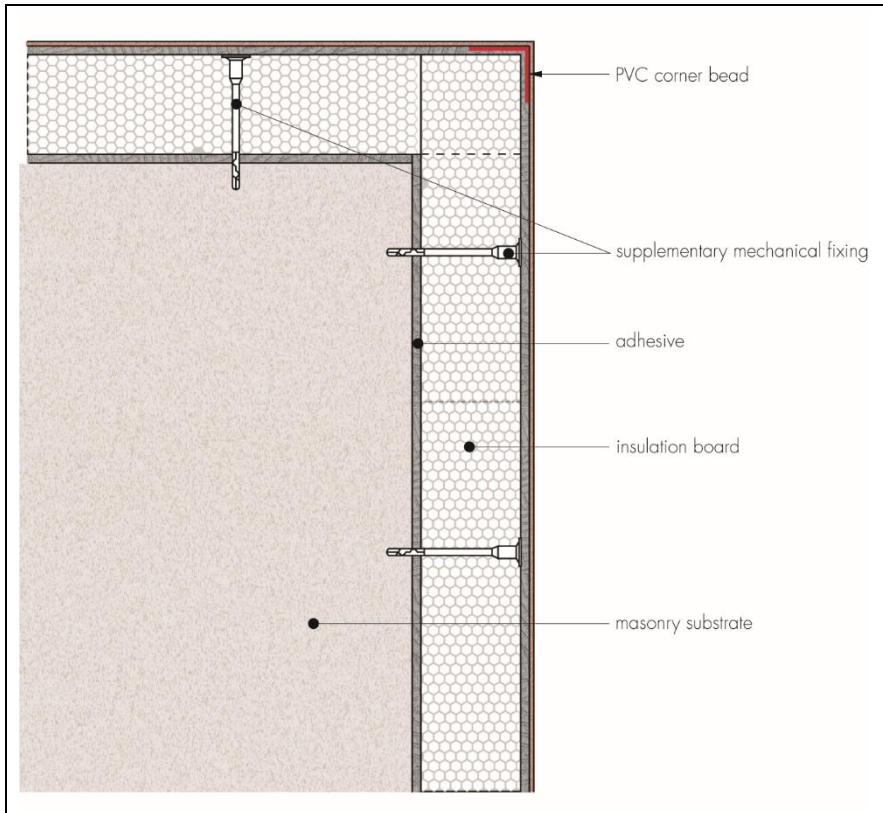 PVC corner bead
supplementary mechanical fixing
adhesive
insulation board
masonry substrate